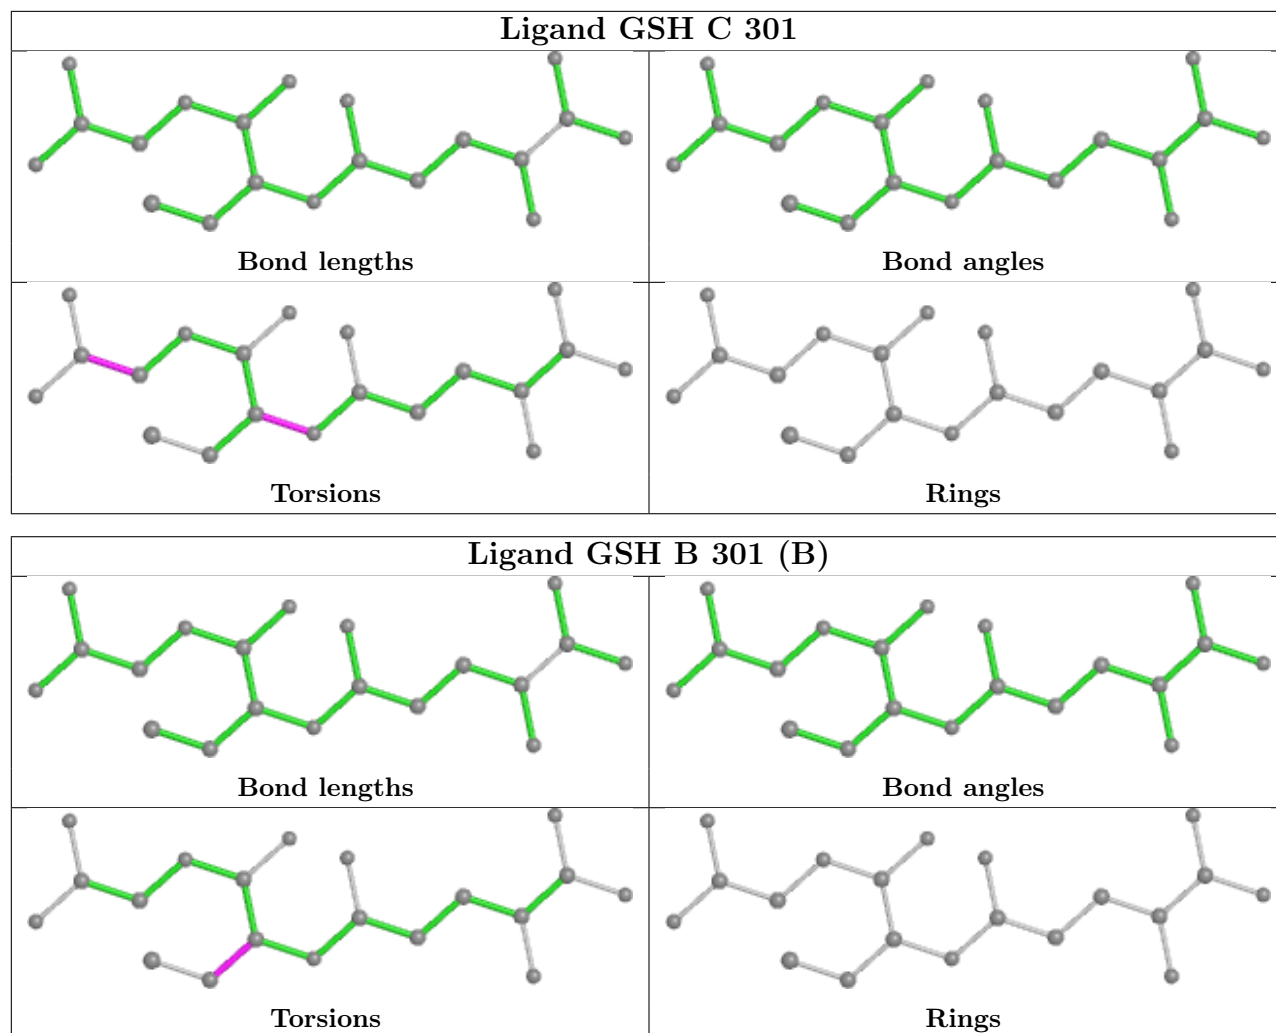 Ligand GSH C 301
Bond lengths
Bond angles
Torsions
Rings
Ligand GSH B 301 (B)
Bond lengths
Bond angles
Torsions
Rings